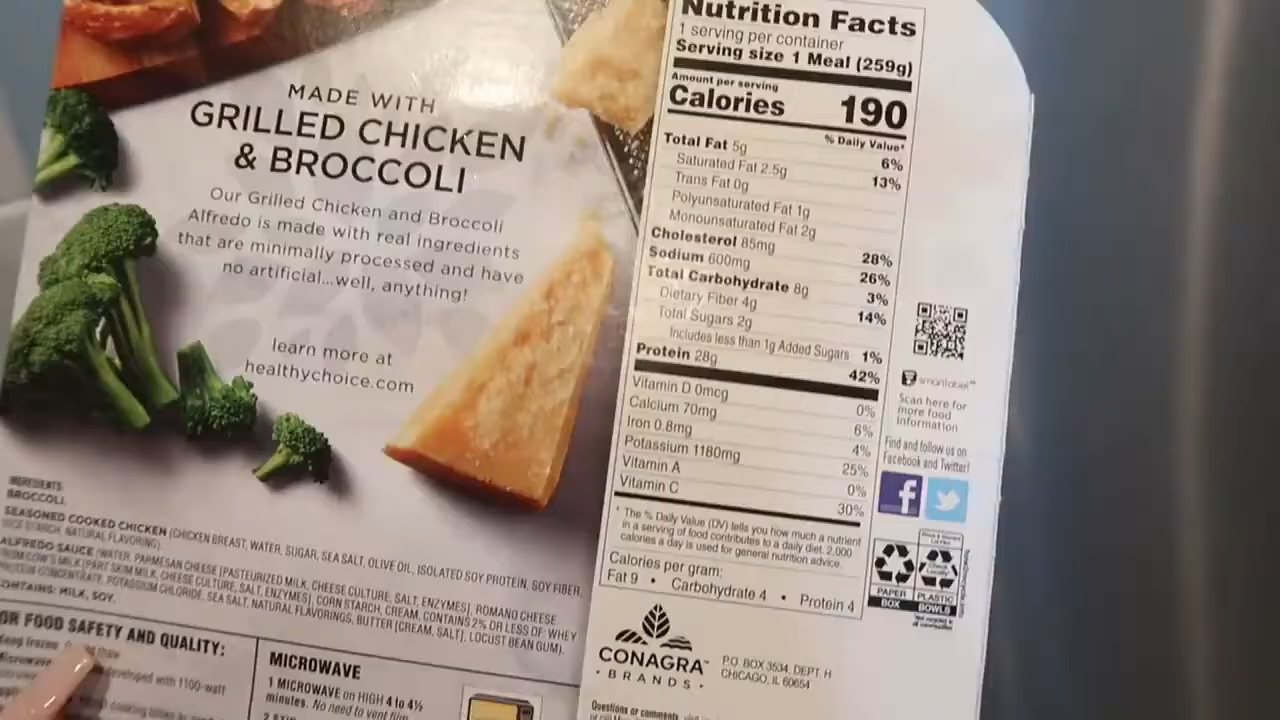 MADE WITH
GRILLED CHICKEN
& BROCCOLI
Our Grilled Chicken and Broccoli
Alfredo is made with real ingredients
that are minimally processed and have
no artificial...well, anything!
learn more at
healthychoice.com
INGREDIENTS:
BROCCOLI,
SEASONED COOKED CHICKEN (CHICKEN BREAST, WATER, SUGAR, SEA SALT, OLIVE OIL, ISOLATED SOY PROTEIN, SOY FIBER,
RICE STARCH, NATURAL FLAVORING),
ALFREDO SAUCE (WATER, PARMESAN CHEESE [PASTEURIZED MILK, CHEESE CULTURE, SALT, ENZYMES], ROMANO CHEESE
FROM COW'S MILK [PART SKIM MILK, CHEESE CULTURE, SALT, ENZYMES], CORN STARCH, CREAM, CONTAINS 2% OR LESS OF: WHEY
PROTEIN CONCENTRATE, POTASSIUM CHLORIDE, SEA SALT, NATURAL FLAVORINGS, BUTTER [CREAM, SALT], LOCUST BEAN GUM).
CONTAINS: MILK, SOY.
OR FOOD SAFETY AND QUALITY:
Keep frozen.
thaw
developed with 1100-watt
MICROWAVE
1 MICROWAVE on HIGH 4 to 4½
minutes. No need to vent film.
Nutrition Facts
1 serving per container
Serving size 1 Meal (259g)
Amount per serving
Calories 190
% Daily Value*
Total Fat 5g 6%
Saturated Fat 2.5g 13%
Trans Fat 0g
Polyunsaturated Fat 1g
Monounsaturated Fat 2g
Cholesterol 85mg 28%
Sodium 600mg 26%
Total Carbohydrate 8g 3%
Dietary Fiber 4g 14%
Total Sugars 2g
Includes less than 1g Added Sugars 1%
Protein 28g 42%
Vitamin D 0mcg 0%
Calcium 70mg 6%
Iron 0.8mg 4%
Potassium 1180mg 25%
Vitamin A 0%
Vitamin C 30%
* The % Daily Value (DV) tells you how much a nutrient
in a serving of food contributes to a daily diet. 2,000
calories a day is used for general nutrition advice.
Calories per gram:
Fat 9 • Carbohydrate 4 • Protein 4
smartlabel™
Scan here for
more food
information
Find and follow us on
Facebook and Twitter!
f
Check
Locally*
PAPER
BOX
PLASTIC
BOWLS
CONAGRA™
• BRANDS •
P.O. BOX 3534, DEPT. H
CHICAGO, IL 60654
Questions or comments,